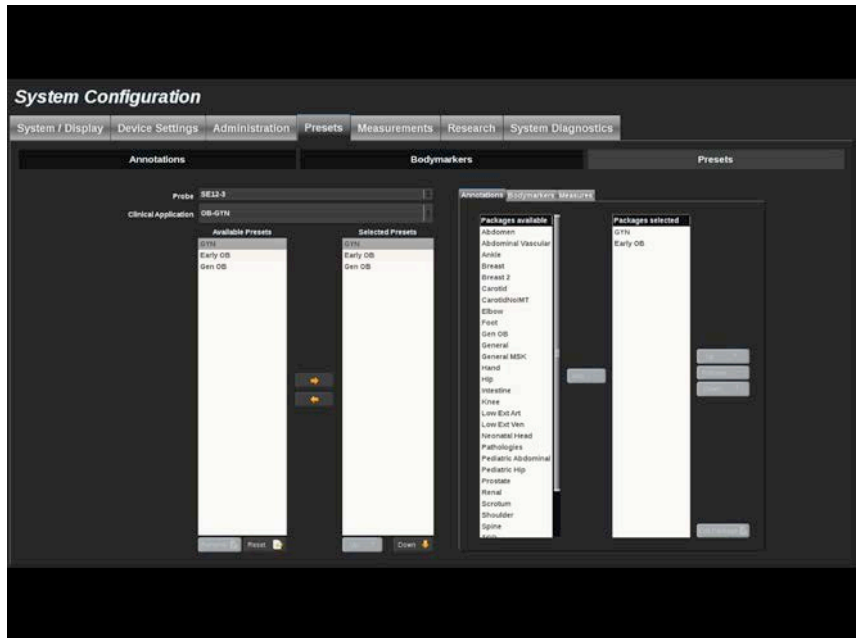 System Configuration
System / Display Device Settings Administration Presets Measurements Research System Diagnostics
Annotations Bodymarkers Presets
Probe SE12-3
Clinical Application OB-GYN
Available Presets
GYN
Early OB
Gen OB
Reset
Selected Presets
GYN
Early OB
Gen OB
Down
Annotations Bodymarkers Measures
Packages available
Abdomen
Abdominal Vascular
Ankle
Breast
Breast 2
Carotid
CarotidNoIMT
Elbow
Foot
Gen OB
General
General MSK
Hand
Hip
Intestine
Knee
Low Ext Art
Low Ext Ven
Neonatal Head
Pathologies
Pediatric Abdominal
Pediatric Hip
Prostate
Renal
Scrotum
Shoulder
Spine
Packages selected
GYN
Early OB